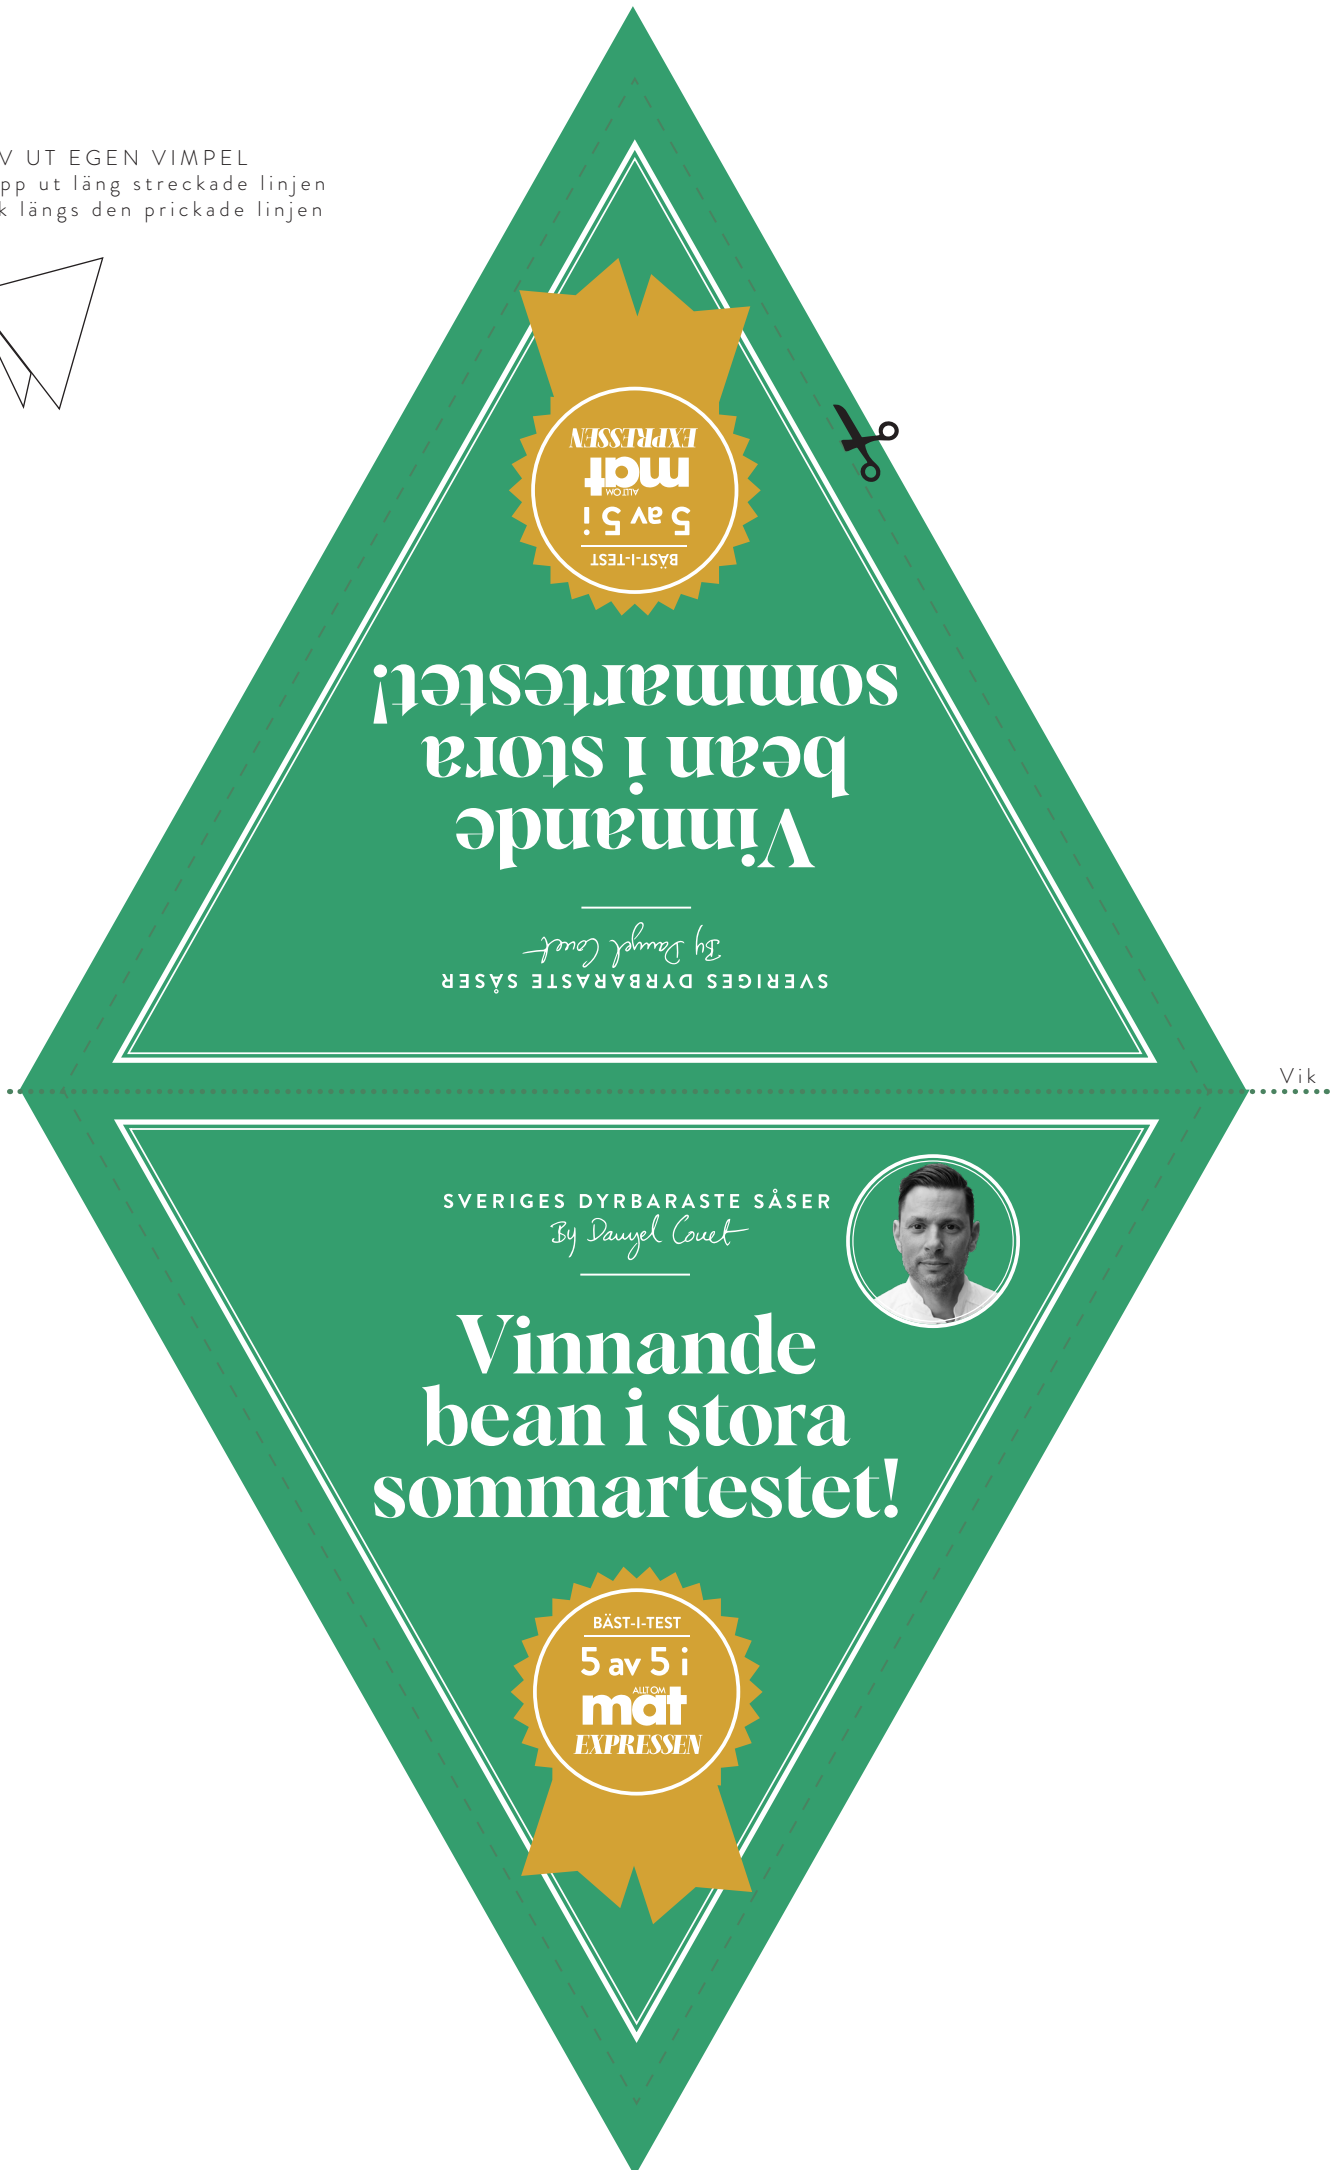 V UT EGEN VIMPEL
pp ut läng streckade linjen
k längs den prickade linjen
EXPRESSEN
mat
ALLT OM
5 av 5 i
BÄST-I-TEST
sommartestet!
bean i stora
Vinnande
By Danyel Couet
SVERIGES DYRBARASTE SÅSER
Vik
SVERIGES DYRBARASTE SÅSER
By Danyel Couet
Vinnande
bean i stora
sommartestet!
BÄST-I-TEST
5 av 5 i
ALLT OM
mat
EXPRESSEN